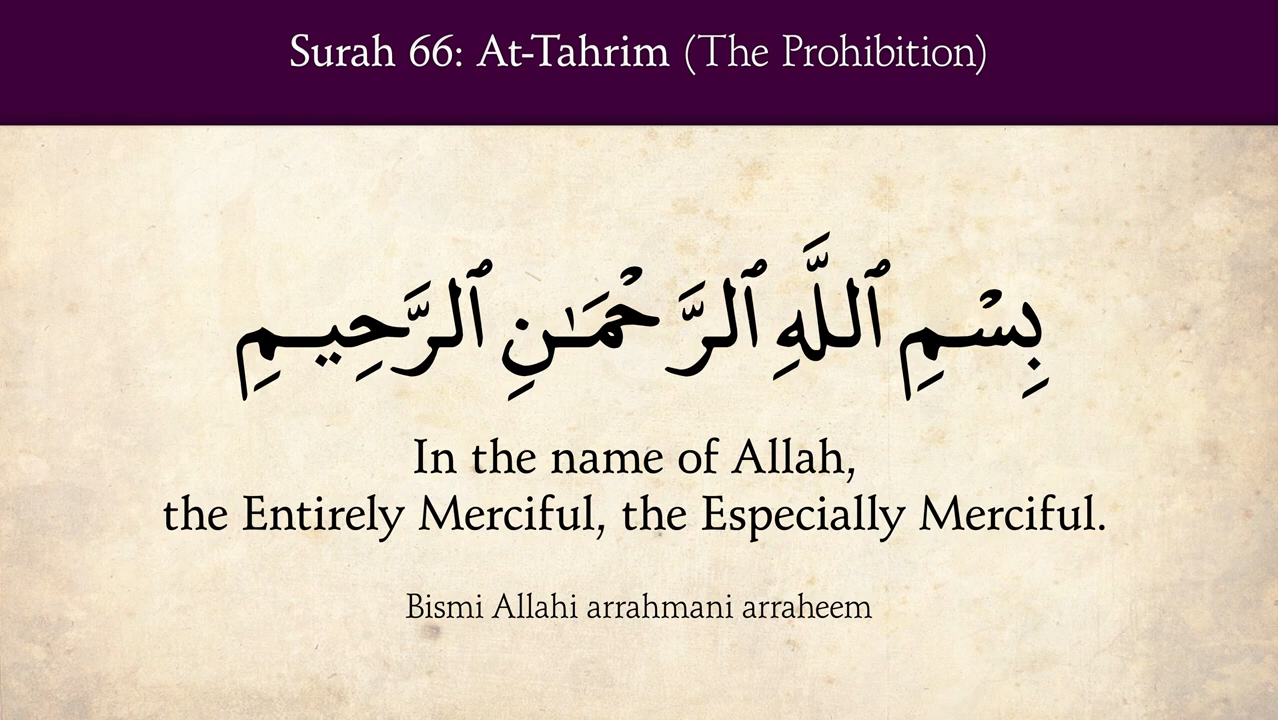 Surah 66: At-Tahrim (The Prohibition)
بِسْمِ ٱللَّهِ ٱلرَّحْمَـٰنِ ٱلرَّحِيمِ
In the name of Allah,
the Entirely Merciful, the Especially Merciful.
Bismi Allahi arrahmani arraheem